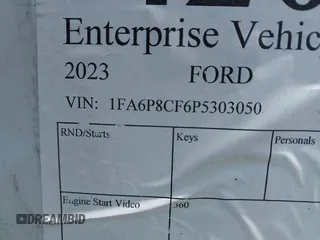 Enterprise Vehic
2023 FORD
VIN: 1FA6P8CF6P5303050
RND/Starts Keys Personals
Engine Start Video 360
DREAMBID